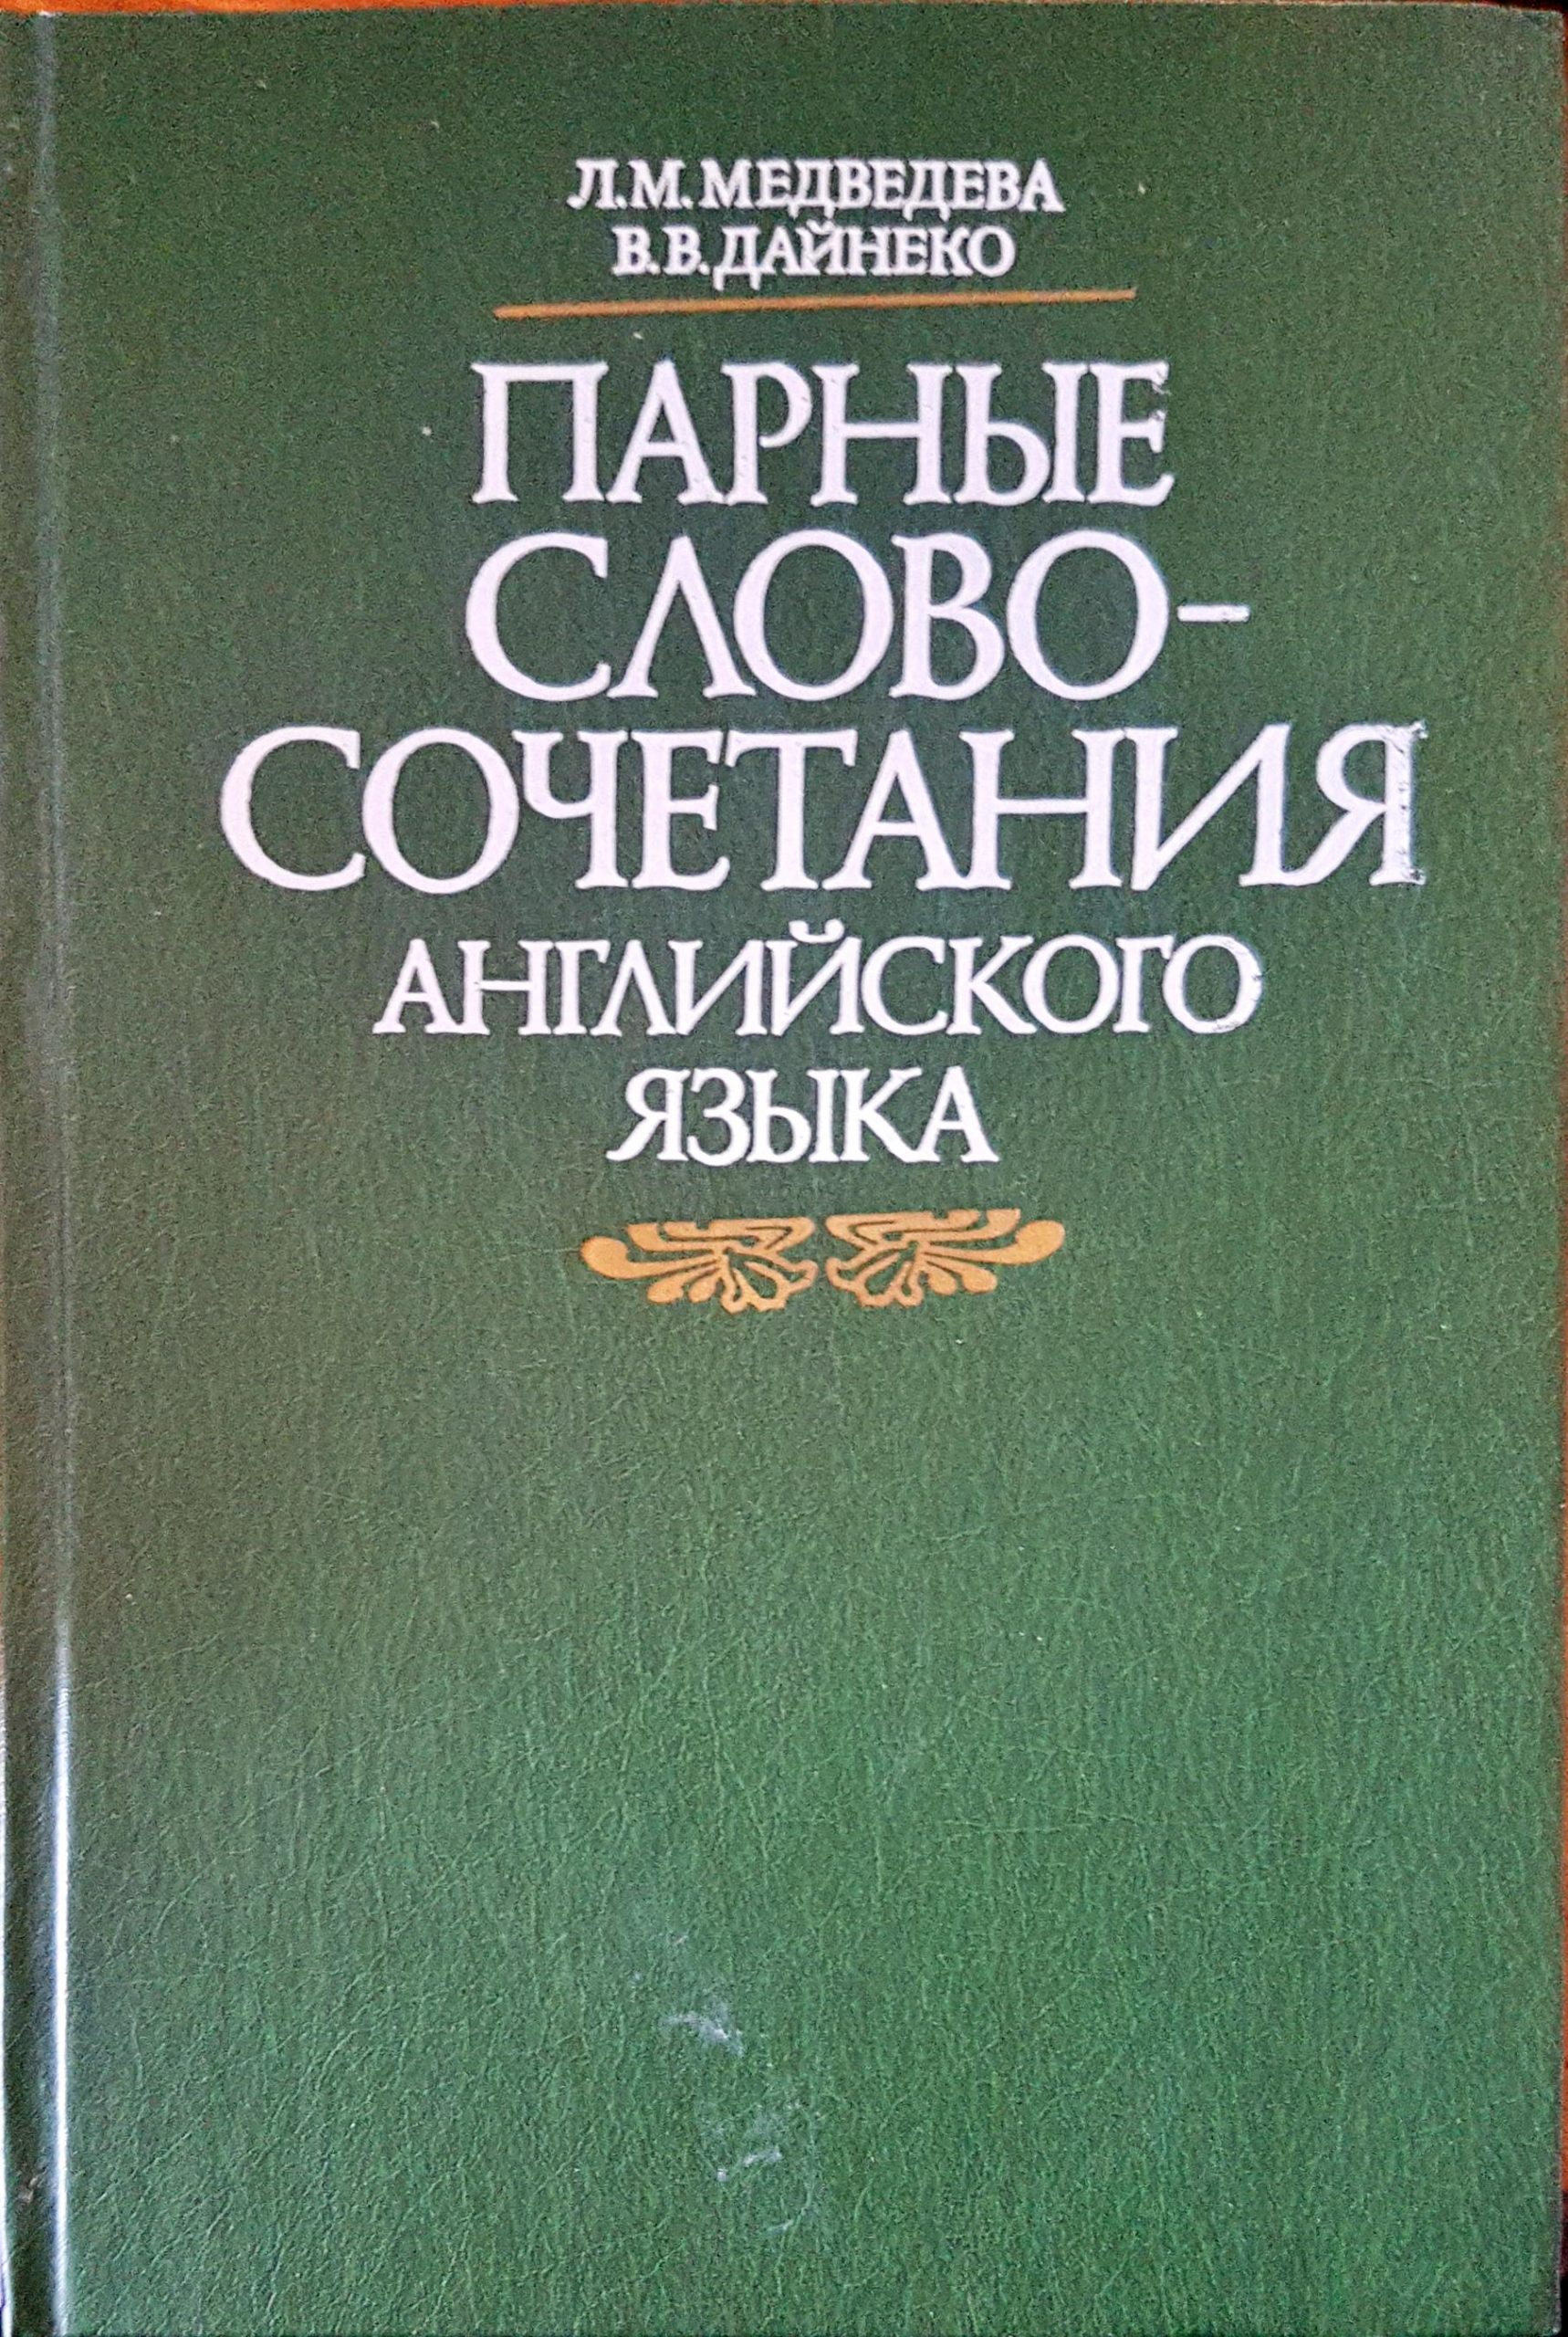 Л.М.МЕДВЕДЕВА
В.В.ДАЙНЕКО
ПАРНЫЕ
СЛОВО-
СОЧЕТАНИЯ
АНГЛИЙСКОГО
ЯЗЫКА